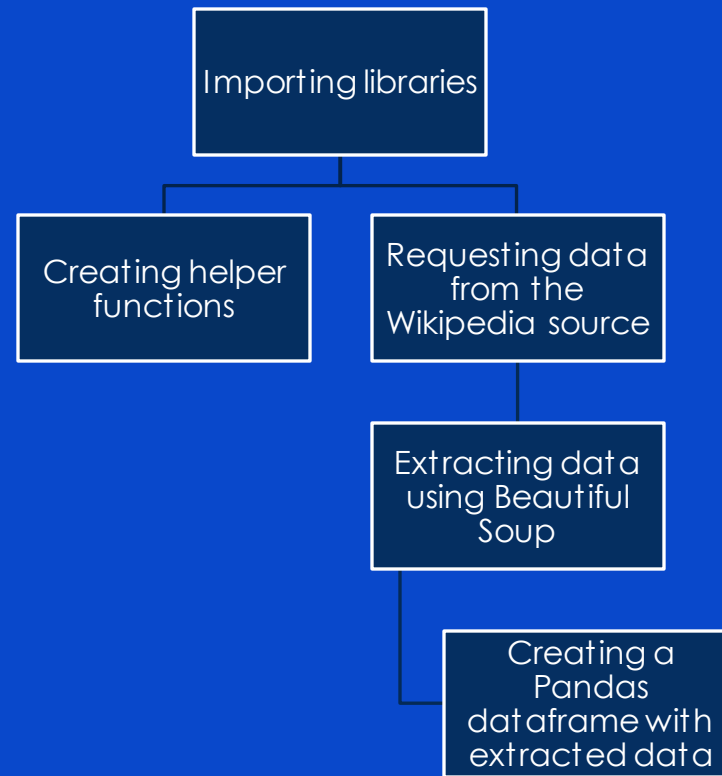 Importing libraries
Creating helper
functions
Requesting data
from the
Wikipedia source
Extracting data
using Beautiful
Soup
Creating a
Pandas
dataframe with
extracted data